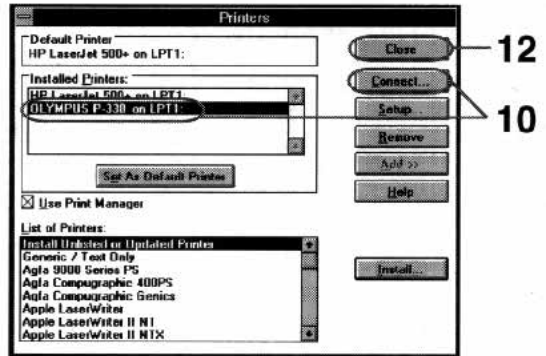 Printers
Default Printer
HP LaserJet 500+ on LPT1:
Installed Printers:
HP LaserJet 500+ on LPT1:
OLYMPUS P-330 on LPT1:
Set As Default Printer
Use Print Manager
List of Printers:
Install Unlisted or Updated Printer
Generic / Text Only
Agfa 9000 Series PS
Agfa Compugraphic 400PS
Agfa Compugraphic Genics
Apple LaserWriter
Apple LaserWriter II NT
Apple LaserWriter II NTX
Close
Connect...
Setup...
Remove
Add >>
Help
Install...
12
10